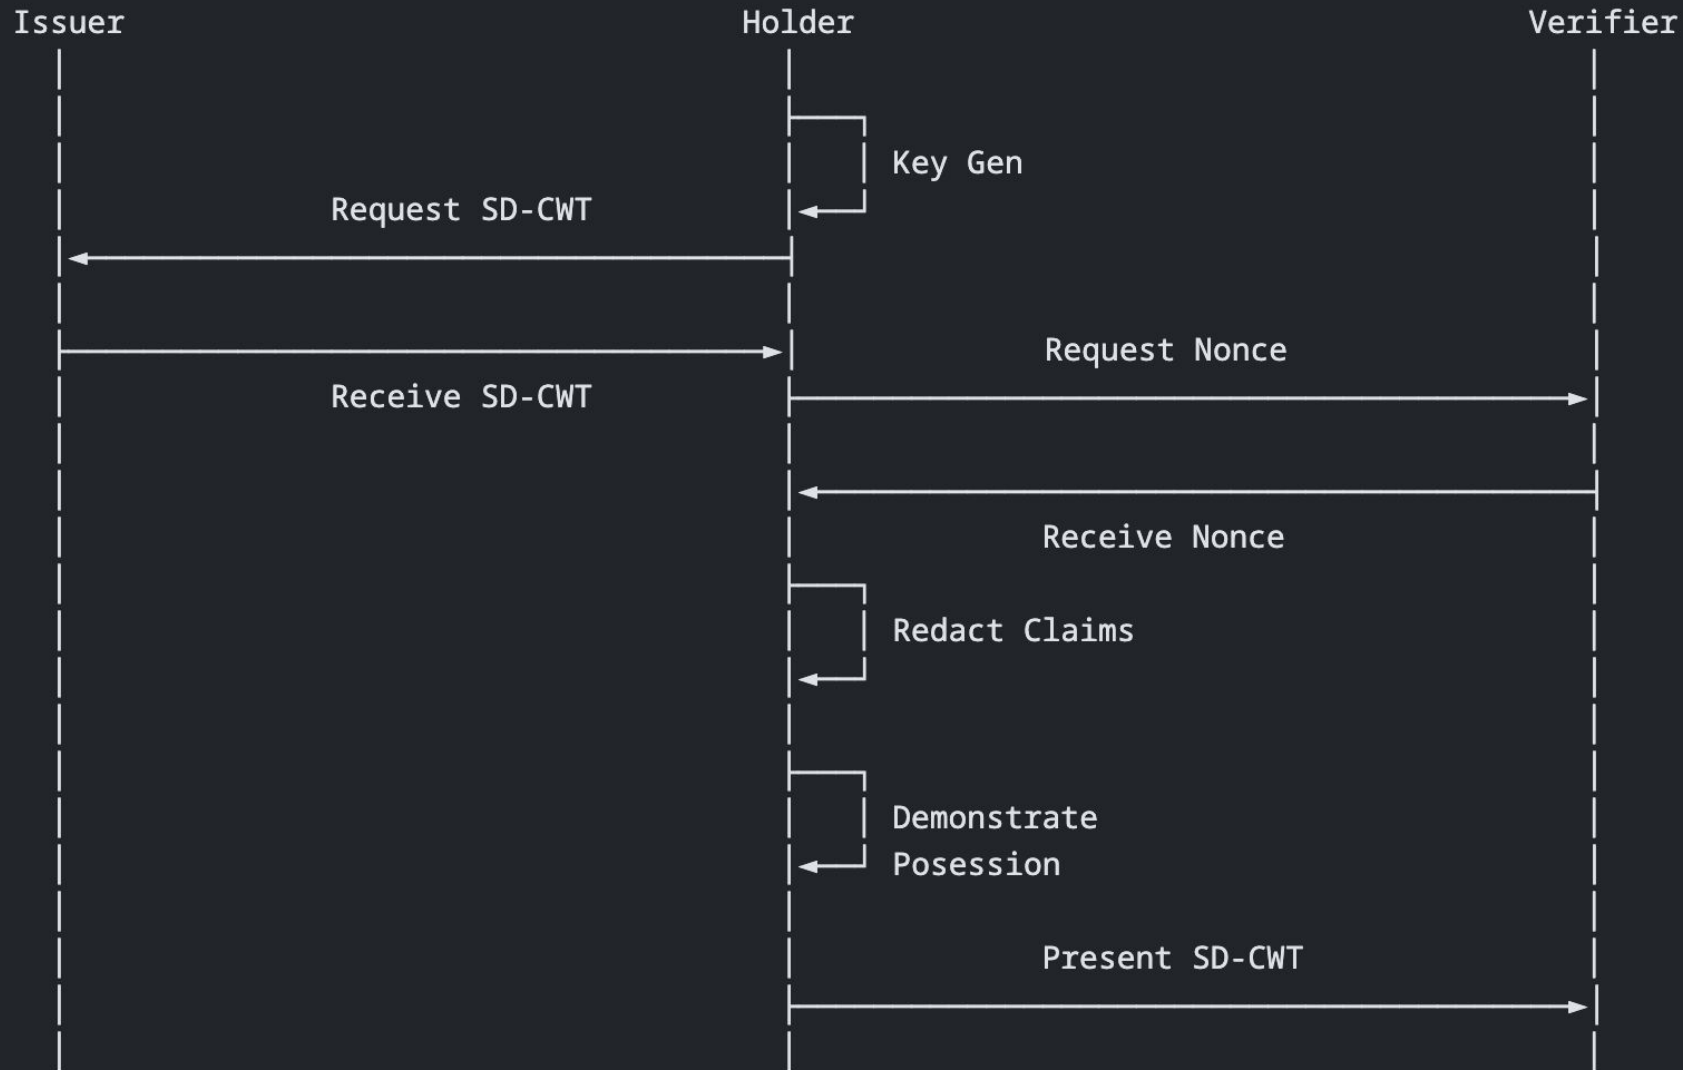 Issuer
Holder
Verifier
Key Gen
Request SD-CWT
Request Nonce
Receive SD-CWT
Receive Nonce
Redact Claims
Demonstrate
Posession
Present SD-CWT